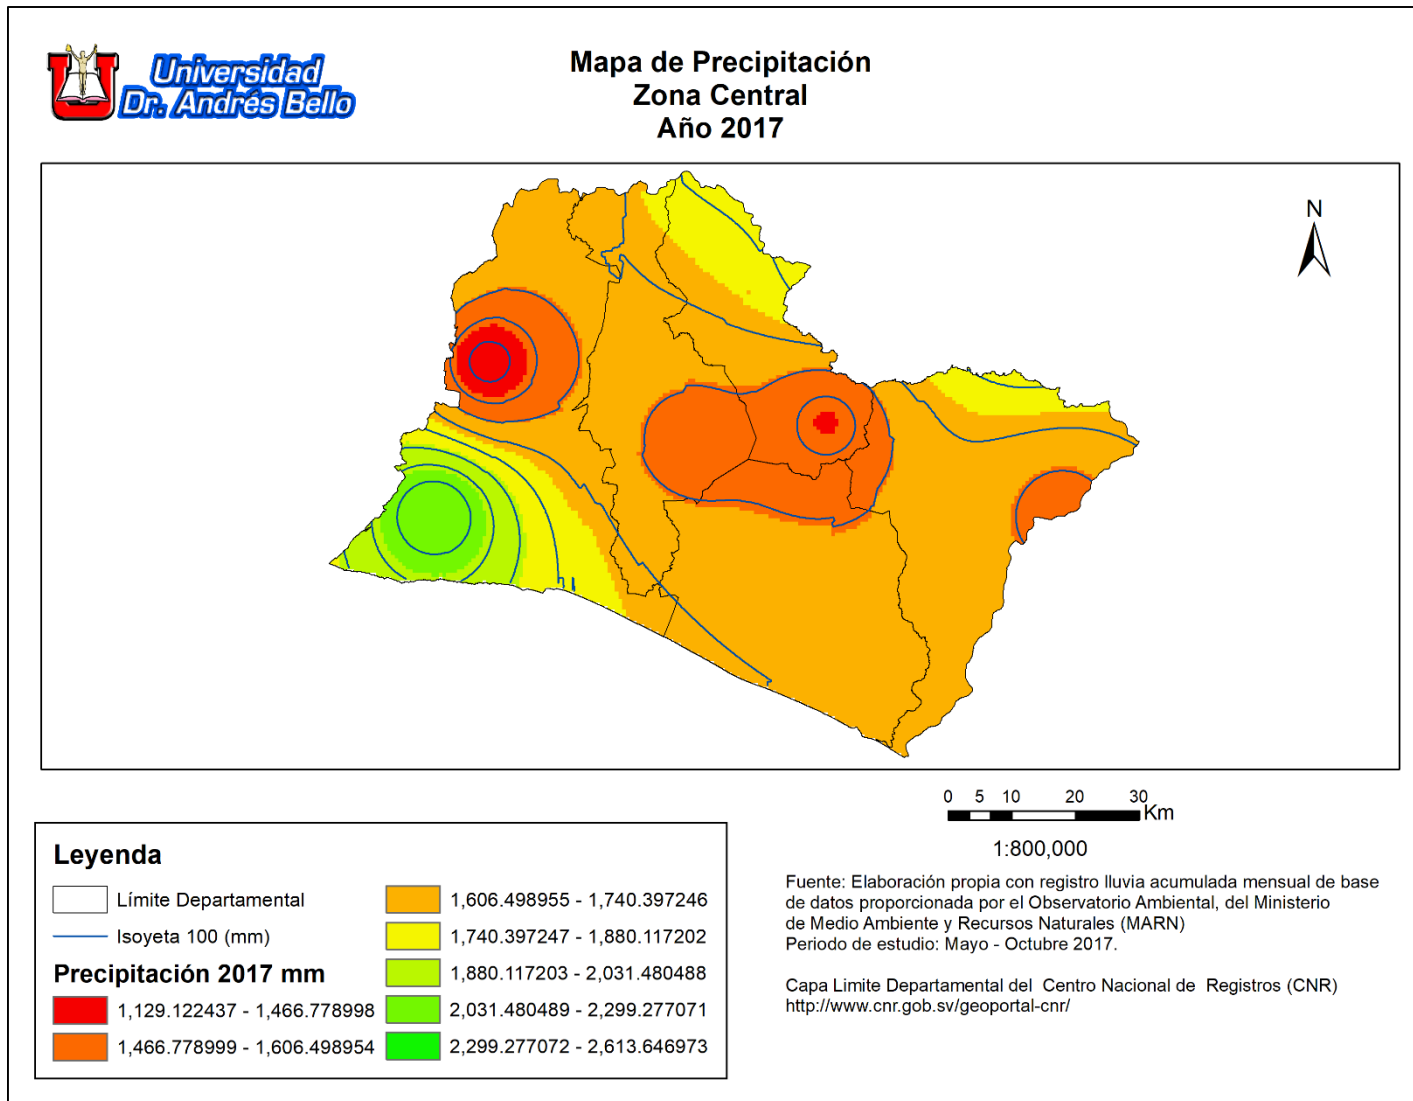 Universidad
Dr. Andrés Bello
Mapa de Precipitación
Zona Central
Año 2017
N
0 5 10 20 30
Km
1:800,000
Leyenda
Límite Departamental
Isoyeta 100 (mm)
Precipitación 2017 mm
1,129.122437 - 1,466.778998
1,466.778999 - 1,606.498954
1,606.498955 - 1,740.397246
1,740.397247 - 1,880.117202
1,880.117203 - 2,031.480488
2,031.480489 - 2,299.277071
2,299.277072 - 2,613.646973
Fuente: Elaboración propia con registro lluvia acumulada mensual de base
de datos proporcionada por el Observatorio Ambiental, del Ministerio
de Medio Ambiente y Recursos Naturales (MARN)
Periodo de estudio: Mayo - Octubre 2017.
Capa Limite Departamental del Centro Nacional de Registros (CNR)
http://www.cnr.gob.sv/geoportal-cnr/